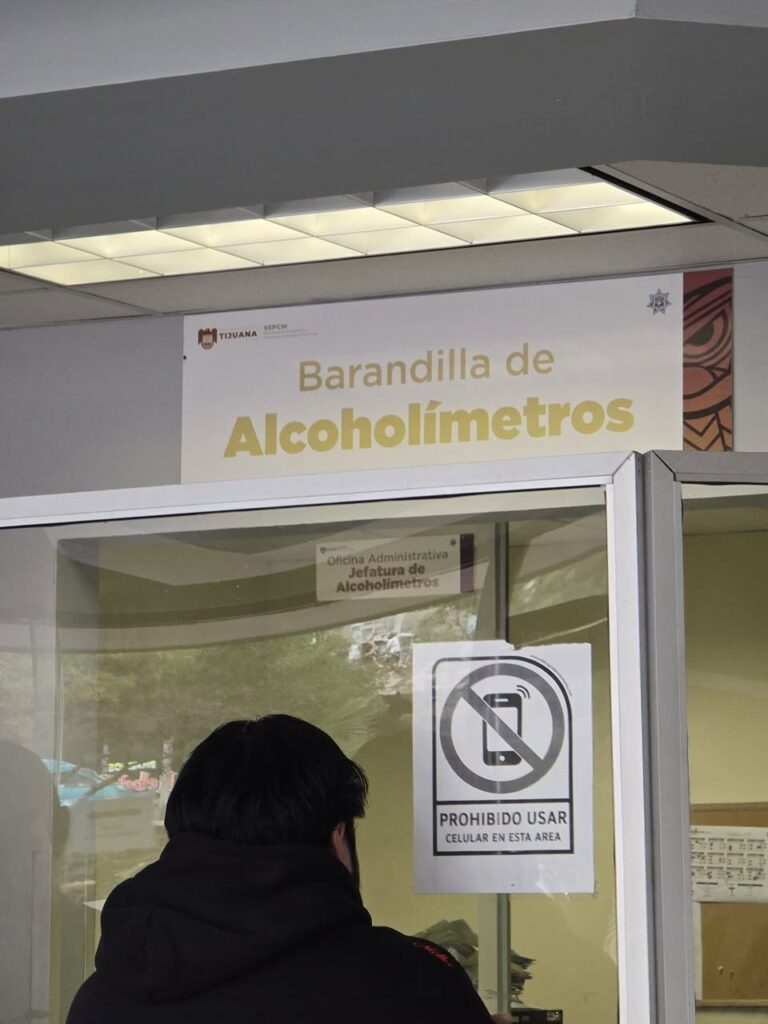 TIJUANA
SSPCM
Barandilla de
Alcoholímetros
Oficina Administrativa
Jefatura de
Alcoholímetros
PROHIBIDO USAR
CELULAR EN ESTA AREA